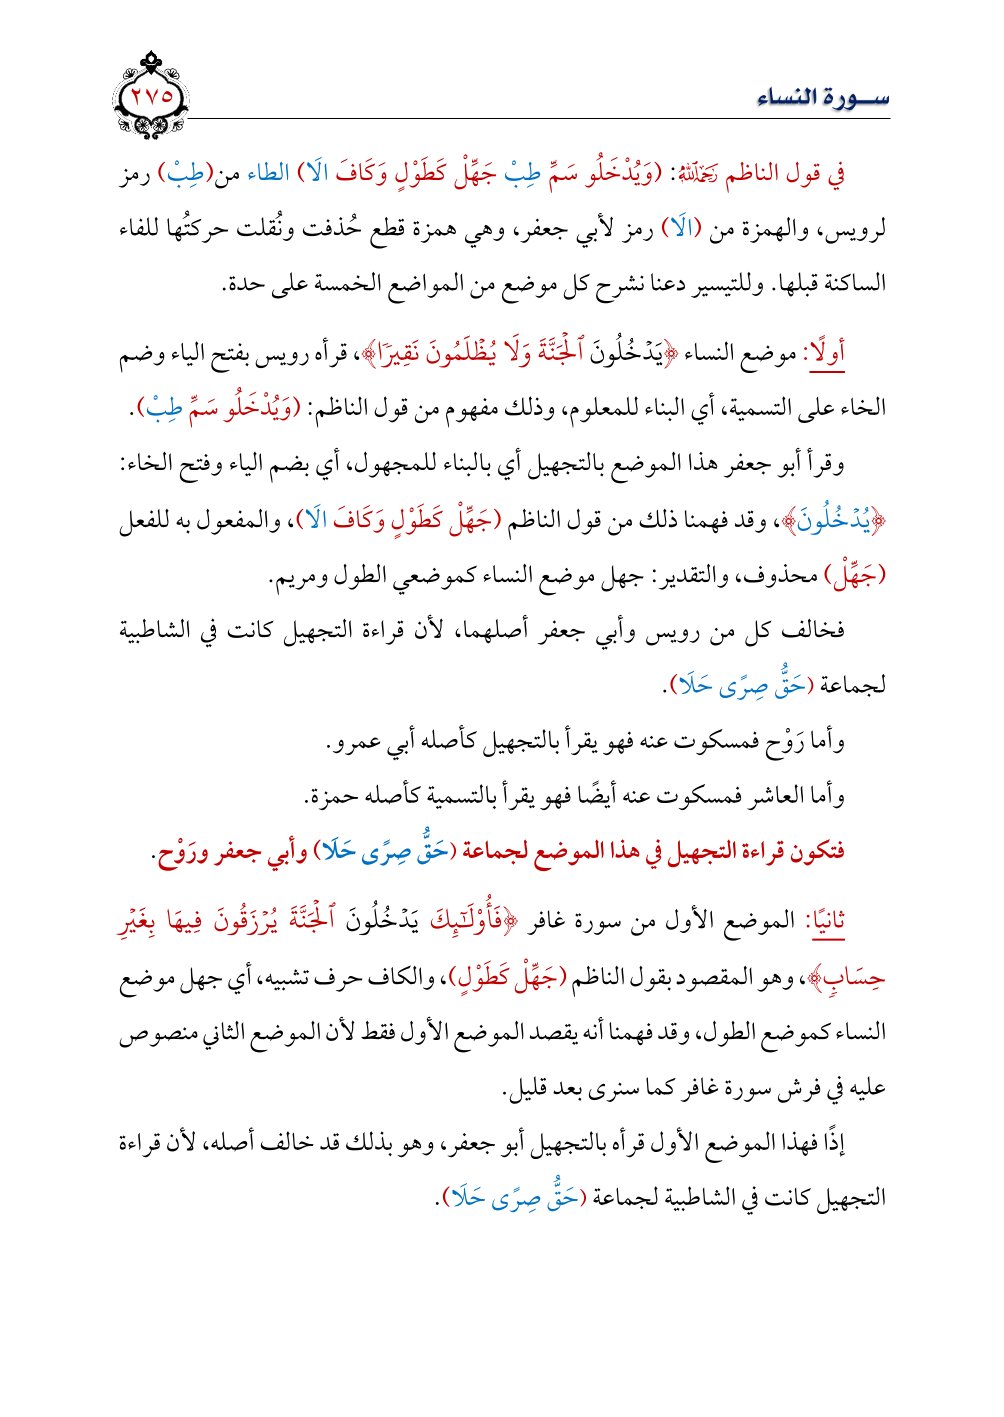 سـورة النساء
٢٧٥
في قول الناظم رَحِمَهُ ٱللَّهُ: (وَيُدْخَلُو سَمِّ طِبْ جَهِّلْ كَطَوْلٍ وَكَافَ الَا) الطاء من(طِبْ) رمز
لرويس، والهمزة من (الَا) رمز لأبي جعفر، وهي همزة قطع حُذفت ونُقلت حركتُها للفاء
الساكنة قبلها. وللتيسير دعنا نشرح كل موضع من المواضع الخمسة على حدة.
أولًا: موضع النساء ﴿يَدۡخُلُونَ ٱلۡجَنَّةَ وَلَا يُظۡلَمُونَ نَقِيرٗا﴾، قرأه رويس بفتح الياء وضم
الخاء على التسمية، أي البناء للمعلوم، وذلك مفهوم من قول الناظم: (وَيُدْخَلُو سَمِّ طِبْ).
وقرأ أبو جعفر هذا الموضع بالتجهيل أي بالبناء للمجهول، أي بضم الياء وفتح الخاء:
﴿يُدۡخُلُونَ﴾، وقد فهمنا ذلك من قول الناظم (جَهِّلْ كَطَوْلٍ وَكَافَ الَا)، والمفعول به للفعل
(جَهِّلْ) محذوف، والتقدير: جهل موضع النساء كموضعي الطول ومريم.
فخالف كل من رويس وأبي جعفر أصلهما، لأن قراءة التجهيل كانت في الشاطبية
لجماعة (حَقُّ صِرًى حَلَا).
وأما رَوْح فمسكوت عنه فهو يقرأ بالتجهيل كأصله أبي عمرو.
وأما العاشر فمسكوت عنه أيضًا فهو يقرأ بالتسمية كأصله حمزة.
فتكون قراءة التجهيل في هذا الموضع لجماعة (حَقُّ صِرًى حَلَا) وأبي جعفر ورَوْح.
ثانيًا: الموضع الأول من سورة غافر ﴿فَأُوْلَٰٓئِكَ يَدۡخُلُونَ ٱلۡجَنَّةَ يُرۡزَقُونَ فِيهَا بِغَيۡرِ
حِسَابٖ﴾، وهو المقصود بقول الناظم (جَهِّلْ كَطَوْلٍ)، والكاف حرف تشبيه، أي جهل موضع
النساء كموضع الطول، وقد فهمنا أنه يقصد الموضع الأول فقط لأن الموضع الثاني منصوص
عليه في فرش سورة غافر كما سنرى بعد قليل.
إذًا فهذا الموضع الأول قرأه بالتجهيل أبو جعفر، وهو بذلك قد خالف أصله، لأن قراءة
التجهيل كانت في الشاطبية لجماعة (حَقُّ صِرًى حَلَا).